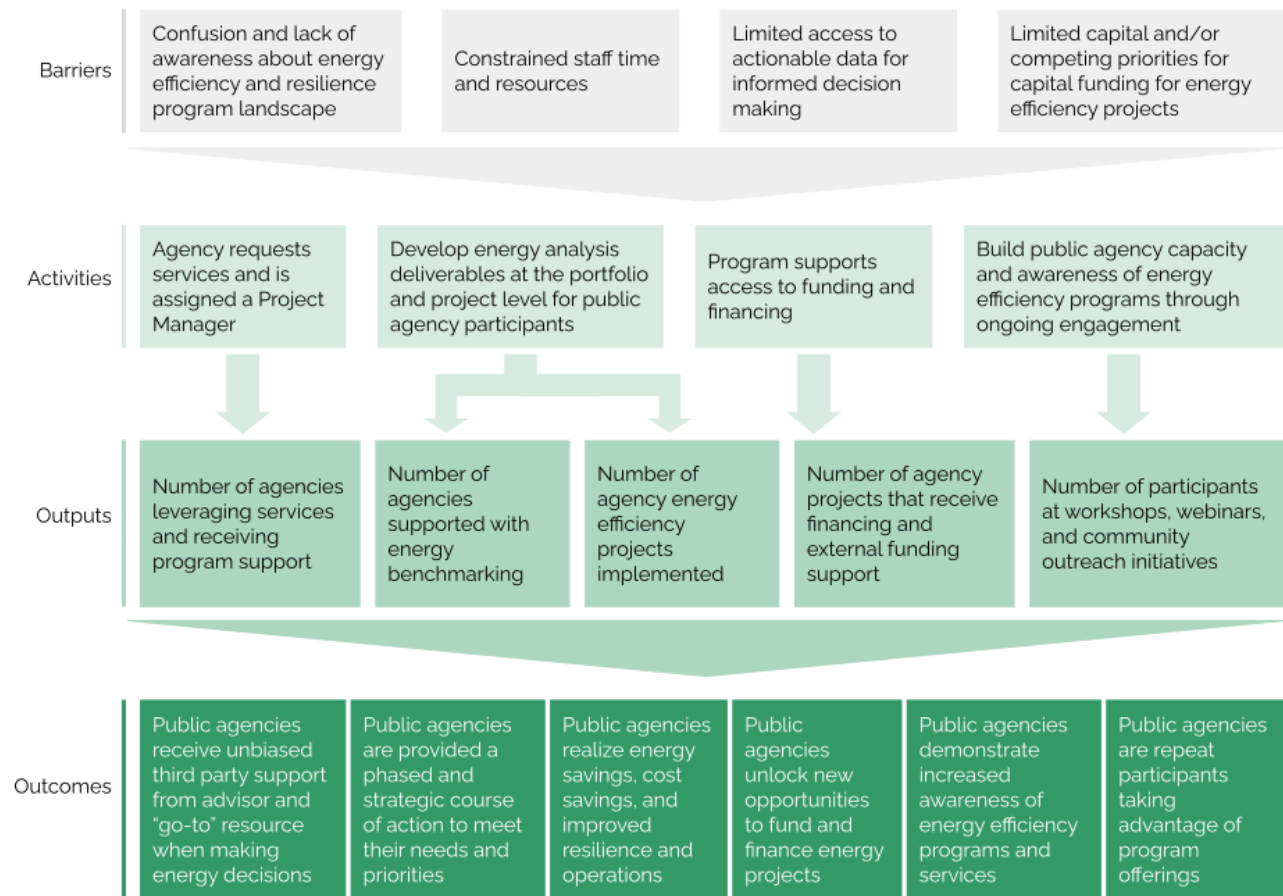 Barriers
Confusion and lack of
awareness about energy
efficiency and resilience
program landscape
Constrained staff time
and resources
Limited access to
actionable data for
informed decision
making
Limited capital and/or
competing priorities for
capital funding for energy
efficiency projects
Activities
Agency requests
services and is
assigned a Project
Manager
Develop energy analysis
deliverables at the portfolio
and project level for public
agency participants
Program supports
access to funding and
financing
Build public agency capacity
and awareness of energy
efficiency programs through
ongoing engagement
Outputs
Number of agencies
leveraging services
and receiving
program support
Number of
agencies
supported with
energy
benchmarking
Number of
agency energy
efficiency
projects
implemented
Number of agency
projects that receive
financing and
external funding
support
Number of participants
at workshops, webinars,
and community
outreach initiatives
Outcomes
Public agencies
receive unbiased
third party support
from advisor and
“go-to” resource
when making
energy decisions
Public agencies
are provided a
phased and
strategic course
of action to meet
their needs and
priorities
Public agencies
realize energy
savings, cost
savings, and
improved
resilience and
operations
Public
agencies
unlock new
opportunities
to fund and
finance energy
projects
Public agencies
demonstrate
increased
awareness of
energy efficiency
programs and
services
Public agencies
are repeat
participants
taking
advantage of
program
offerings